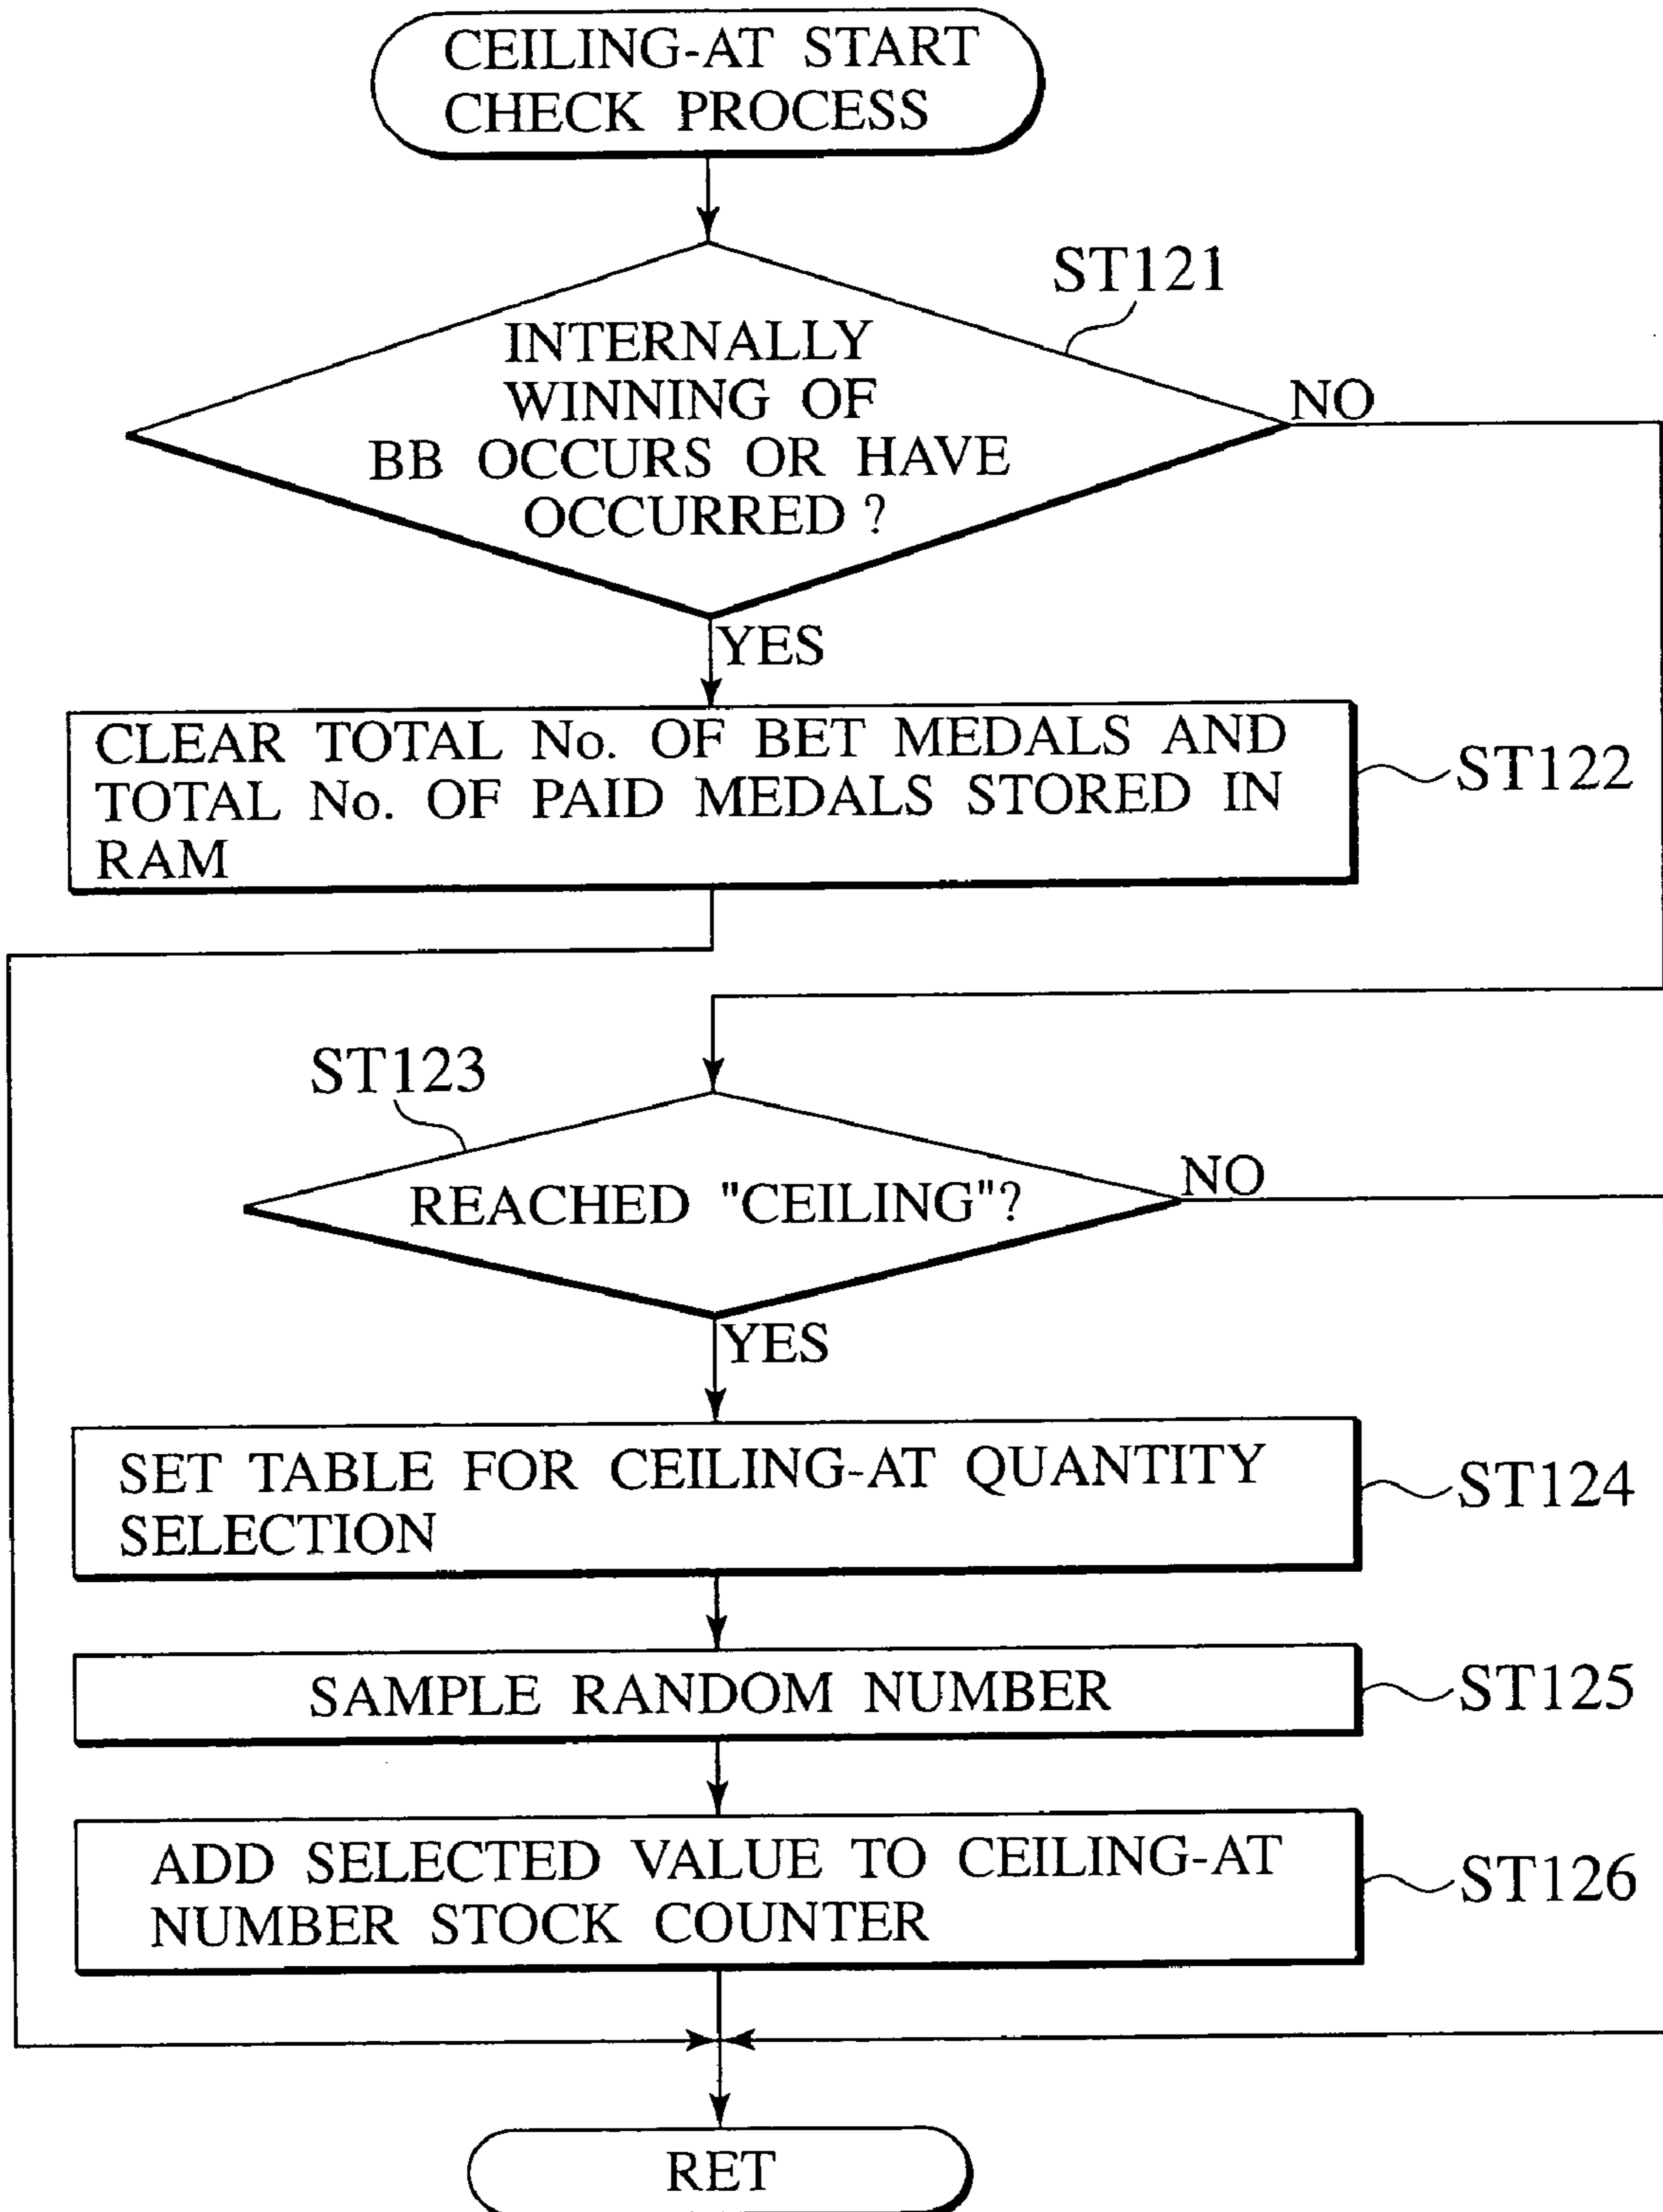 CEILING-AT START
CHECK PROCESS
ST121
INTERNALLY
WINNING OF
BB OCCURS OR HAVE
OCCURRED ?
NO
YES
CLEAR TOTAL No. OF BET MEDALS AND
TOTAL No. OF PAID MEDALS STORED IN
RAM
ST122
ST123
REACHED "CEILING"?
NO
YES
SET TABLE FOR CEILING-AT QUANTITY
SELECTION
ST124
SAMPLE RANDOM NUMBER
ST125
ADD SELECTED VALUE TO CEILING-AT
NUMBER STOCK COUNTER
ST126
RET